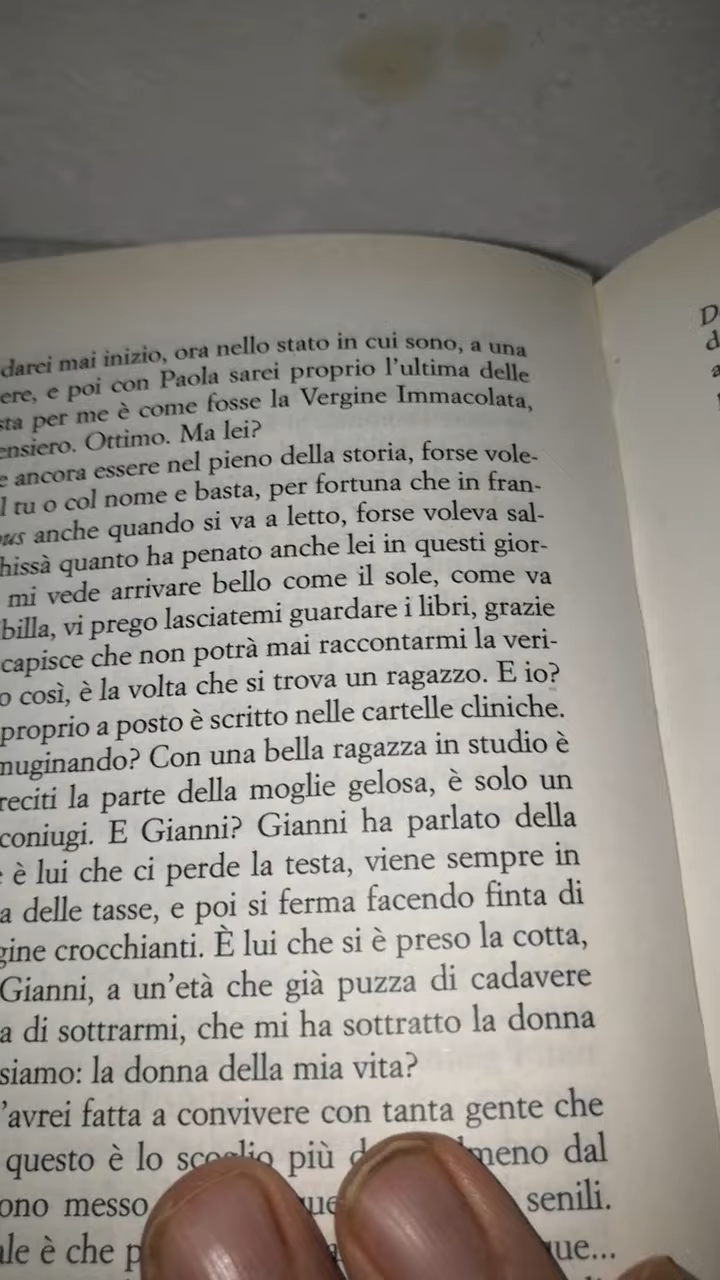 darei mai inizio, ora nello stato in cui sono, a una
ere, e poi con Paola sarei proprio l'ultima delle
sta per me è come fosse la Vergine Immacolata,
ensiero. Ottimo. Ma lei?
e ancora essere nel pieno della storia, forse vole-
l tu o col nome e basta, per fortuna che in fran-
ous anche quando si va a letto, forse voleva sal-
hissà quanto ha penato anche lei in questi gior-
mi vede arrivare bello come il sole, come va
billa, vi prego lasciatemi guardare i libri, grazie
capisce che non potrà mai raccontarmi la veri-
o così, è la volta che si trova un ragazzo. E io?
proprio a posto è scritto nelle cartelle cliniche.
muginando? Con una bella ragazza in studio è
reciti la parte della moglie gelosa, è solo un
coniugi. E Gianni? Gianni ha parlato della
è lui che ci perde la testa, viene sempre in
a delle tasse, e poi si ferma facendo finta di
gine crocchianti. È lui che si è preso la cotta,
Gianni, a un'età che già puzza di cadavere
a di sottrarmi, che mi ha sottratto la donna
siamo: la donna della mia vita?
'avrei fatta a convivere con tanta gente che
questo è lo scoglio più d meno dal
ono messo ue senili.
ale è che p ue...
D
d
a